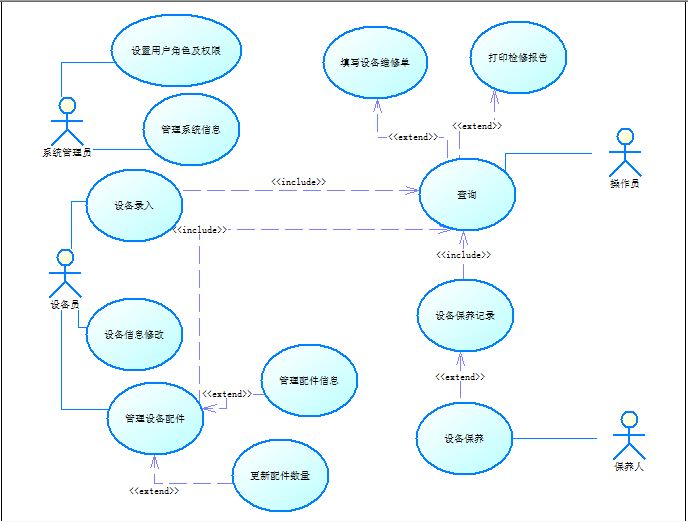 设置用户角色及权限
填写设备维修单
打印检修报告
管理系统信息
<<extend>>
<<extend>>
系统管理员
操作员
<<include>>
设备录入
查询
<<include>>
<<include>>
设备员
设备保养记录
设备信息修改
管理配件信息
<<extend>>
<<extend>>
管理设备配件
设备保养
保养人
更新配件数量
<<extend>>